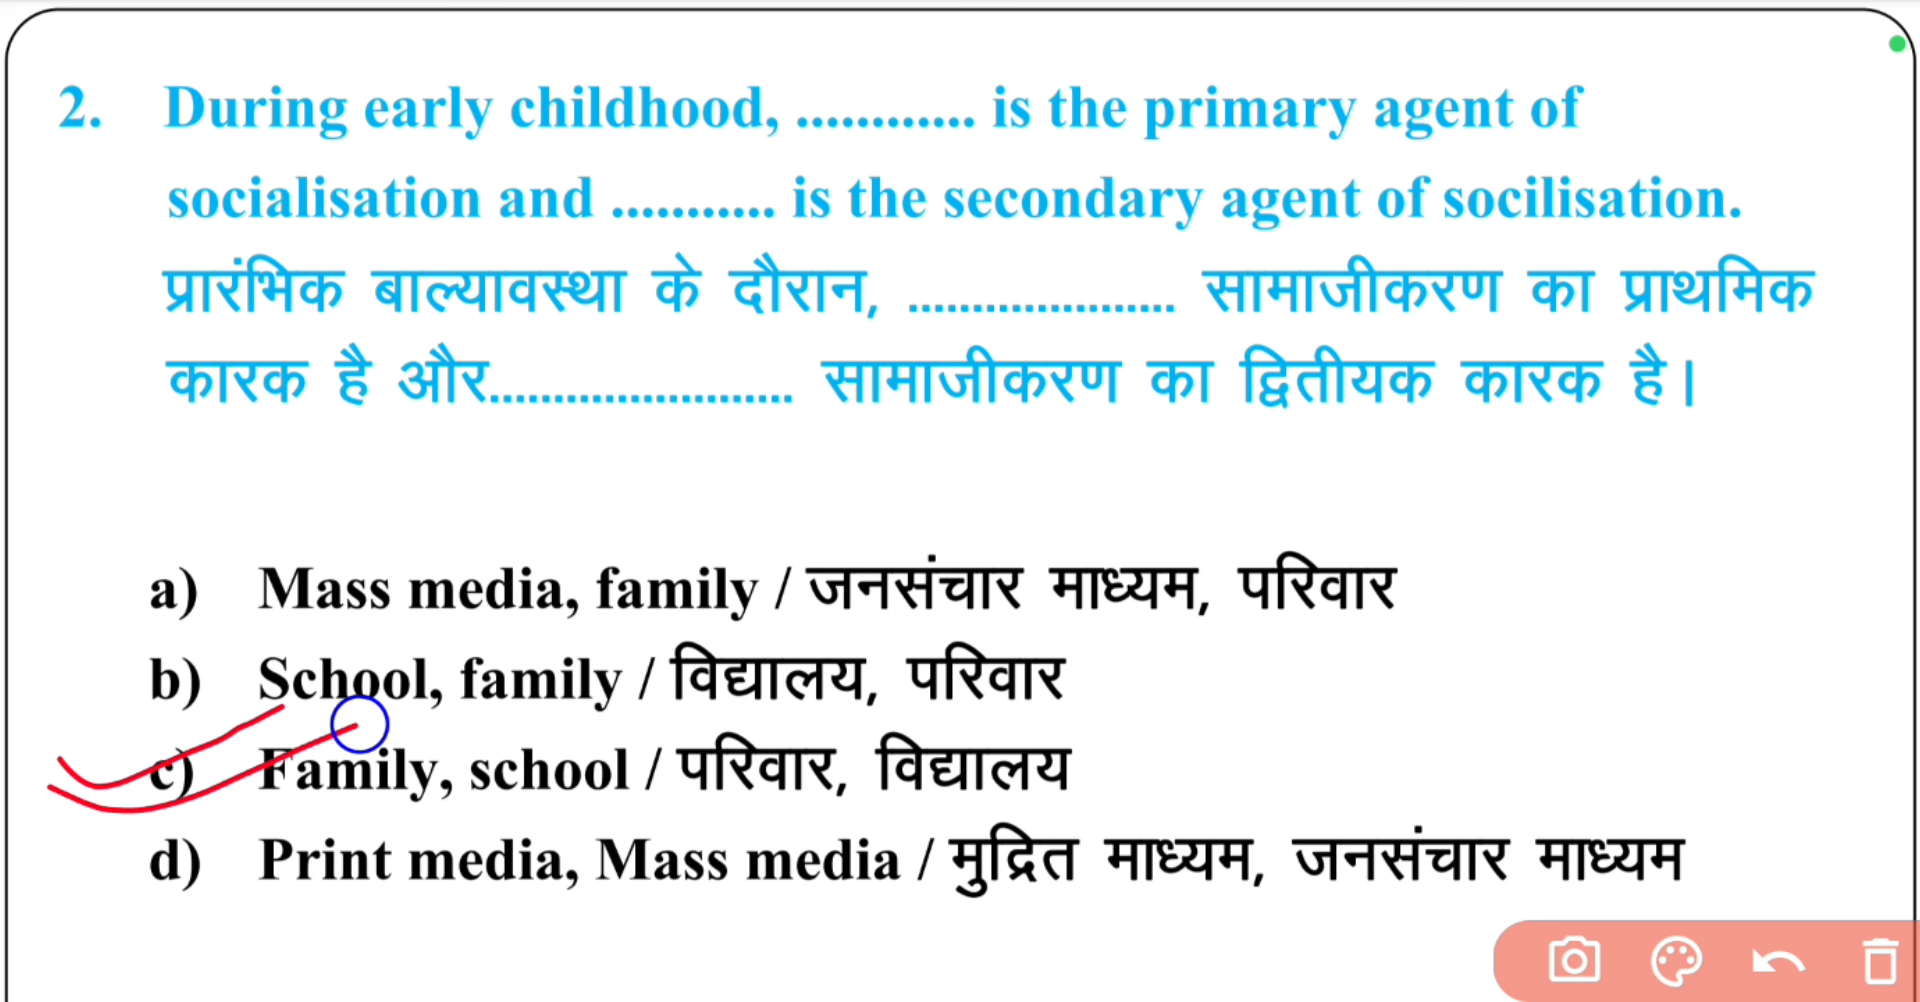 2. During early childhood, ............ is the primary agent of
socialisation and ........... is the secondary agent of socilisation.
प्रारंभिक बाल्यावस्था के दौरान, ..................... सामाजीकरण का प्राथमिक
कारक है और........................ सामाजीकरण का द्वितीयक कारक है।
a) Mass media, family / जनसंचार माध्यम, परिवार
b) School, family / विद्यालय, परिवार
c) Family, school / परिवार, विद्यालय
d) Print media, Mass media / मुद्रित माध्यम, जनसंचार माध्यम